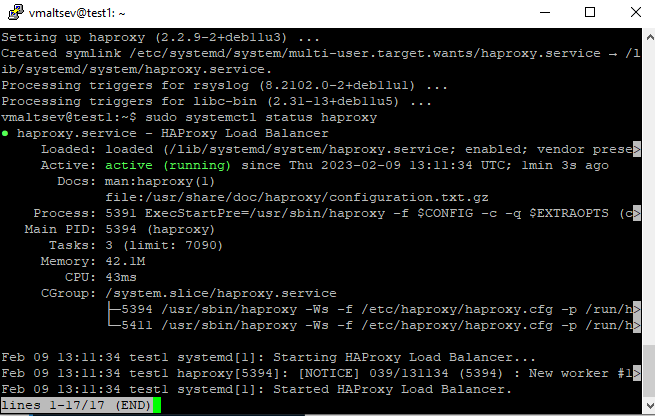 vmaltsev@test1: ~
Setting up haproxy (2.2.9-2+deb11u3) ...
Created symlink /etc/systemd/system/multi-user.target.wants/haproxy.service → /l
ib/systemd/system/haproxy.service.
Processing triggers for rsyslog (8.2102.0-2+deb11u1) ...
Processing triggers for libc-bin (2.31-13+deb11u5) ...
vmaltsev@test1:~$ sudo systemctl status haproxy
● haproxy.service - HAProxy Load Balancer
Loaded: loaded (/lib/systemd/system/haproxy.service; enabled; vendor prese>
Active: active (running) since Thu 2023-02-09 13:11:34 UTC; 1min 3s ago
Docs: man:haproxy(1)
file:/usr/share/doc/haproxy/configuration.txt.gz
Process: 5391 ExecStartPre=/usr/sbin/haproxy -f $CONFIG -c -q $EXTRAOPTS (c>
Main PID: 5394 (haproxy)
Tasks: 3 (limit: 7090)
Memory: 42.1M
CPU: 43ms
CGroup: /system.slice/haproxy.service
├─5394 /usr/sbin/haproxy -Ws -f /etc/haproxy/haproxy.cfg -p /run/h>
└─5411 /usr/sbin/haproxy -Ws -f /etc/haproxy/haproxy.cfg -p /run/h>
Feb 09 13:11:34 test1 systemd[1]: Starting HAProxy Load Balancer...
Feb 09 13:11:34 test1 haproxy[5394]: [NOTICE] 039/131134 (5394) : New worker #1>
Feb 09 13:11:34 test1 systemd[1]: Started HAProxy Load Balancer.
lines 1-17/17 (END)